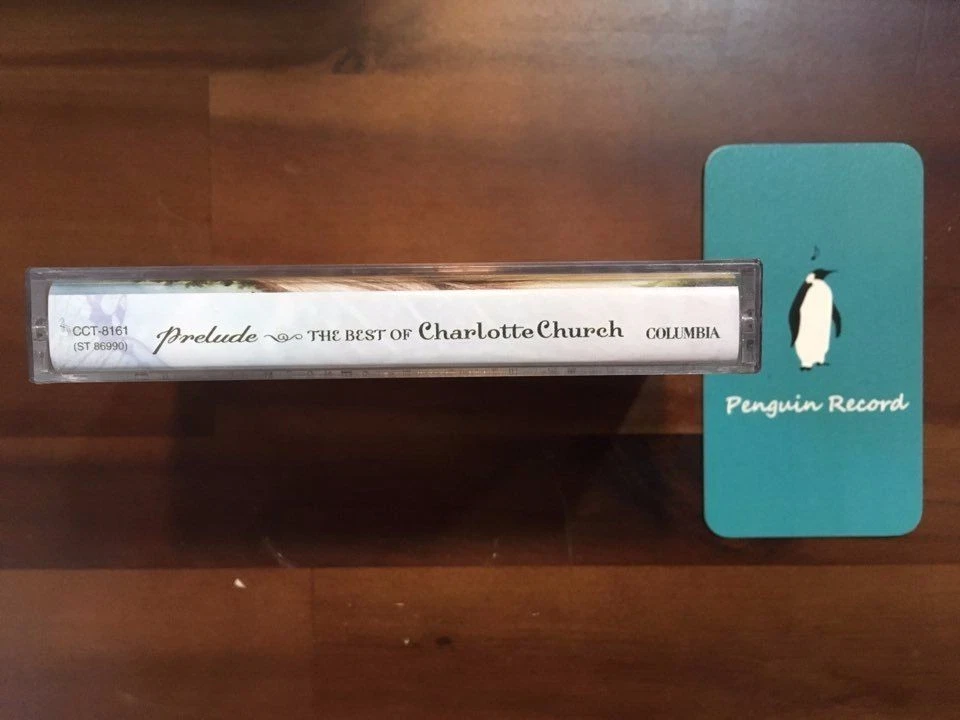 CCT-8161
(ST 86990)
Prelude THE BEST OF Charlotte Church
COLUMBIA
Penguin Record